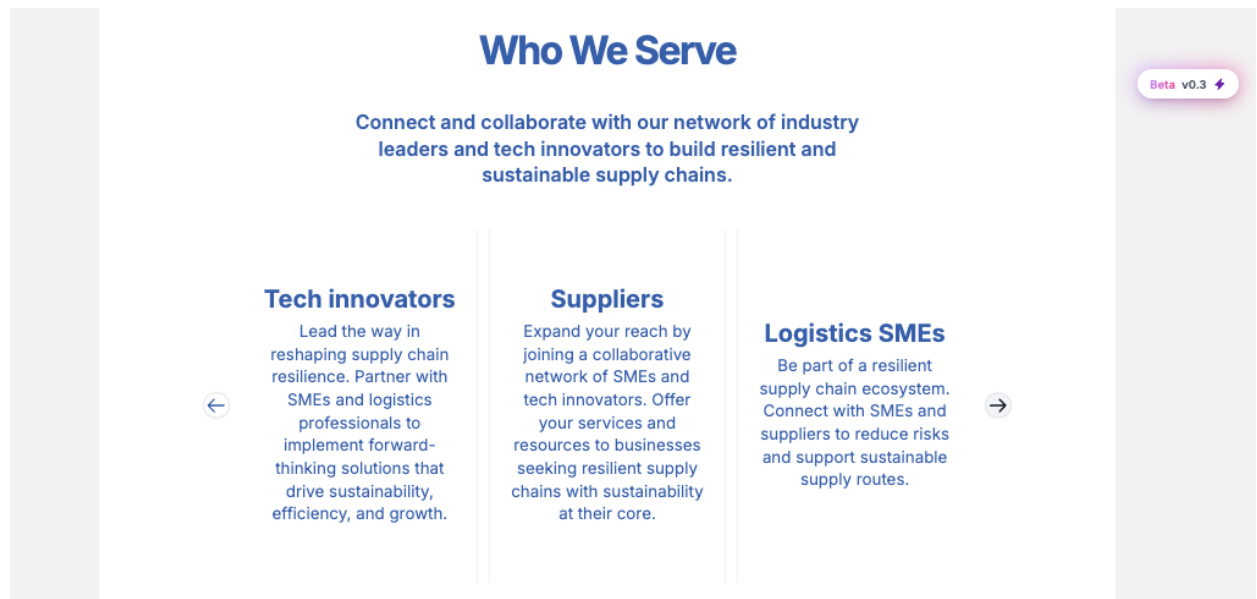 Who We Serve
Beta v0.3
Connect and collaborate with our network of industry
leaders and tech innovators to build resilient and
sustainable supply chains.
Tech innovators
Lead the way in
reshaping supply chain
resilience. Partner with
SMEs and logistics
professionals to
implement forward-
thinking solutions that
drive sustainability,
efficiency, and growth.
Suppliers
Expand your reach by
joining a collaborative
network of SMEs and
tech innovators. Offer
your services and
resources to businesses
seeking resilient supply
chains with sustainability
at their core.
Logistics SMEs
Be part of a resilient
supply chain ecosystem.
Connect with SMEs and
suppliers to reduce risks
and support sustainable
supply routes.